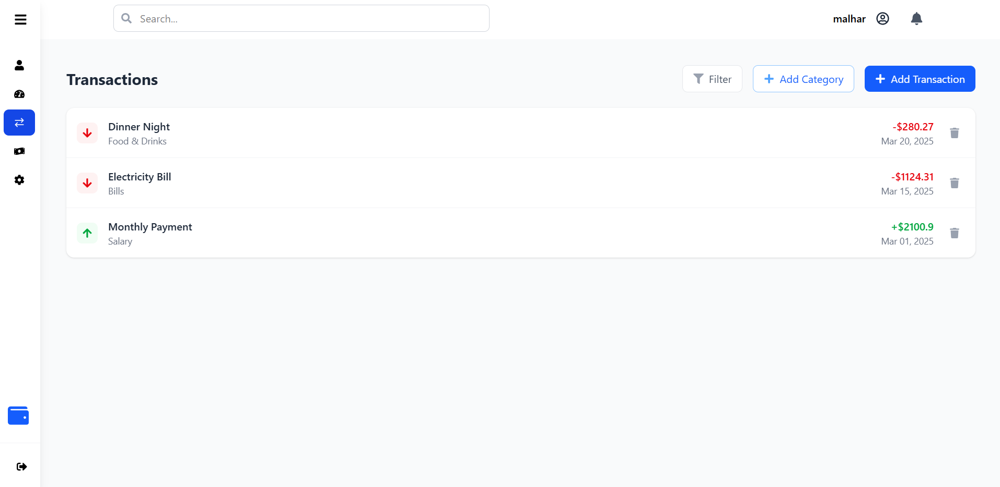 Search...
malhar
Transactions
Filter
Add Category
Add Transaction
Dinner Night
Food & Drinks
-$280.27
Mar 20, 2025
Electricity Bill
Bills
-$1124.31
Mar 15, 2025
Monthly Payment
Salary
+$2100.9
Mar 01, 2025